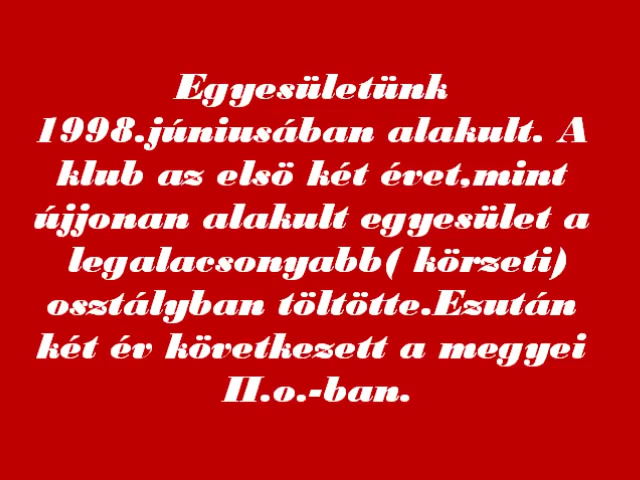 Egyesületünk
1998.júniusában alakult. A
klub az elsö két évet,mint
újjonan alakult egyesület a
legalacsonyabb( körzeti)
osztályban töltötte.Ezután
két év következett a megyei
II.o.-ban.